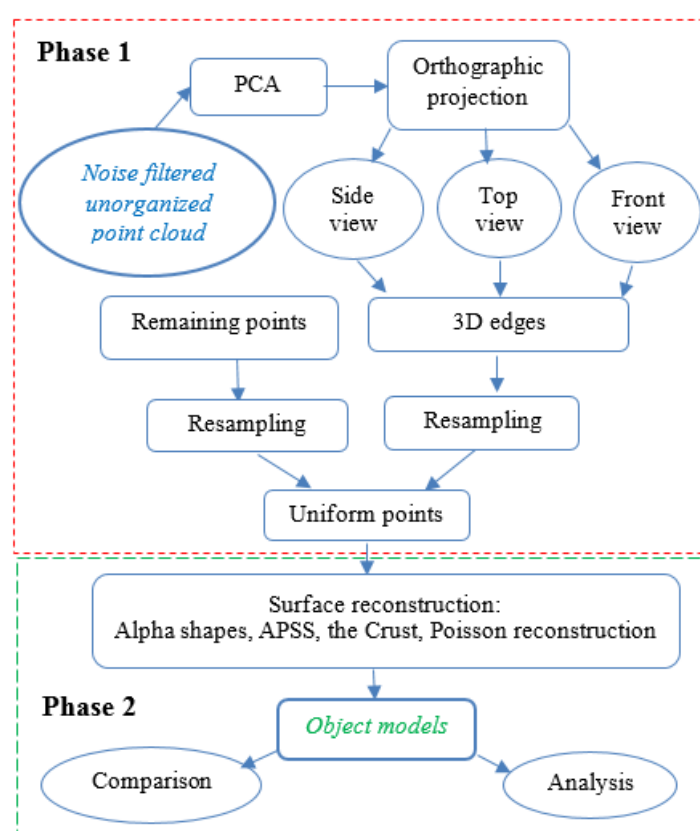 Phase 1
PCA
Orthographic
projection
Noise filtered
unorganized
point cloud
Side
view
Top
view
Front
view
Remaining points
3D edges
Resampling
Resampling
Uniform points
Surface reconstruction:
Alpha shapes, APSS, the Crust, Poisson reconstruction
Phase 2
Object models
Comparison
Analysis